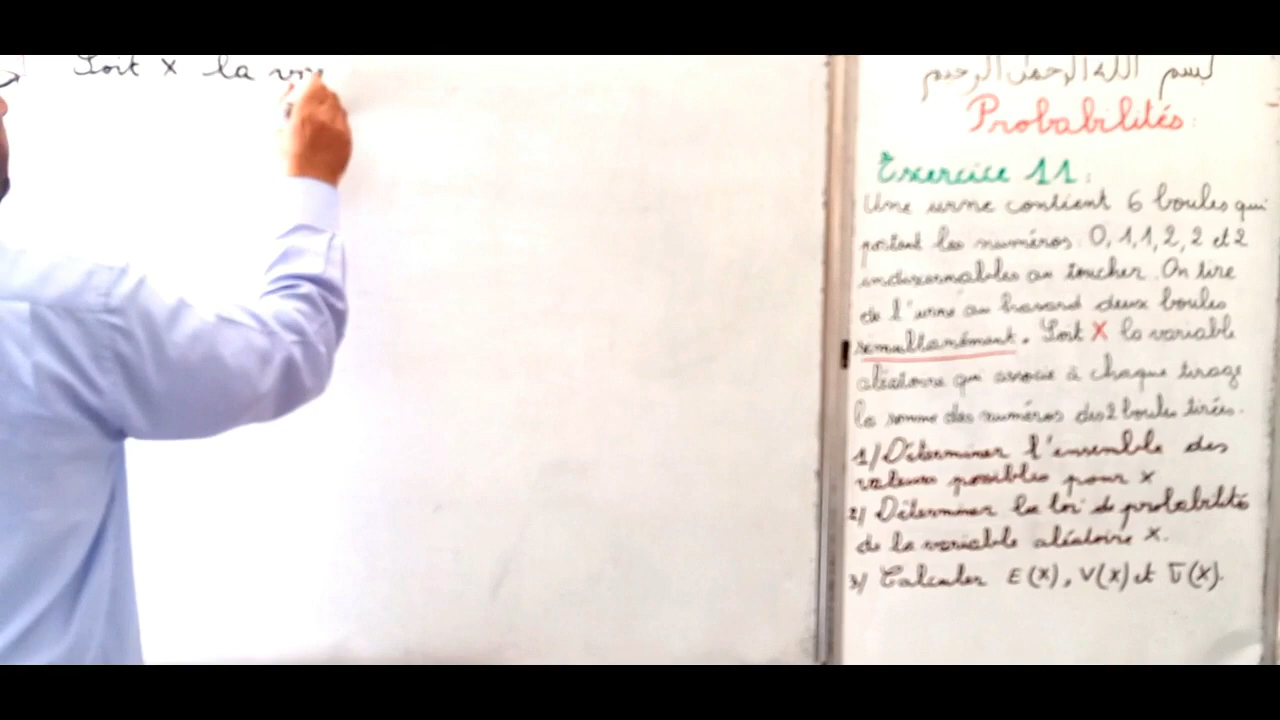 Soit X la
بسم الله الرحمن الرحيم
Probabilités:
Exercice 11:
Une urne contient 6 boules qui
portent les numéros: 0, 1, 1, 2, 2 et 2
indiscernables au toucher. On tire
de l'urne au hasard deux boules
simultanément. Soit X la variable
aléatoire qui associe à chaque tirage
la somme des numéros des 2 boules tirées.
1/ Déterminer l'ensemble des
valeurs possibles pour X
2/ Déterminer la loi de probabilité
de la variable aléatoire X.
3/ Calculer E(X), V(X) et σ(X).